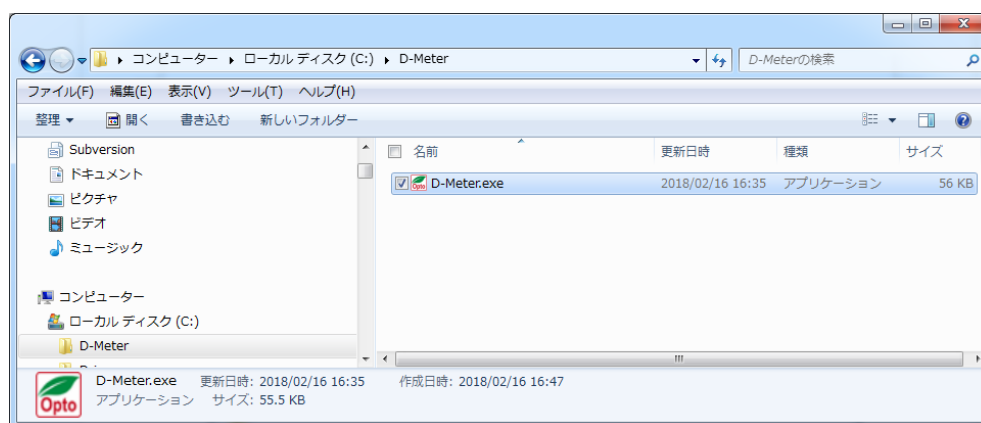 コンピューター ローカル ディスク (C:) D-Meter D-Meterの検索
ファイル(F) 編集(E) 表示(V) ツール(T) ヘルプ(H)
整理 開く 書き込む 新しいフォルダー
Subversion
ドキュメント
ピクチャ
ビデオ
ミュージック
コンピューター
ローカル ディスク (C:)
D-Meter
名前 更新日時 種類 サイズ
Opto D-Meter.exe 2018/02/16 16:35 アプリケーション 56 KB
D-Meter.exe 更新日時: 2018/02/16 16:35 作成日時: 2018/02/16 16:47
Opto アプリケーション サイズ: 55.5 KB